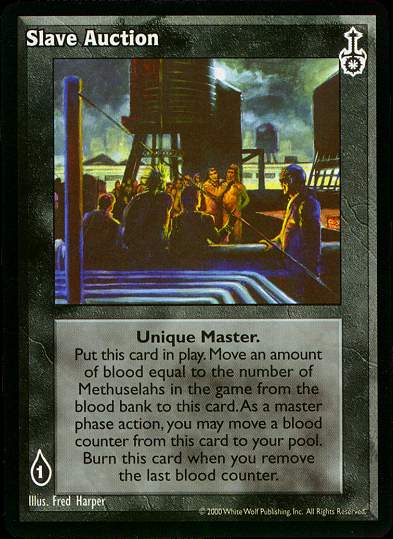 Slave Auction
Unique Master.
Put this card in play. Move an amount
of blood equal to the number of
Methuselahs in the game from the
blood bank to this card. As a master
phase action, you may move a blood
counter from this card to your pool.
Burn this card when you remove
the last blood counter.
1
Illus. Fred Harper
© 2000 White Wolf Publishing, Inc. All Rights Reserved.